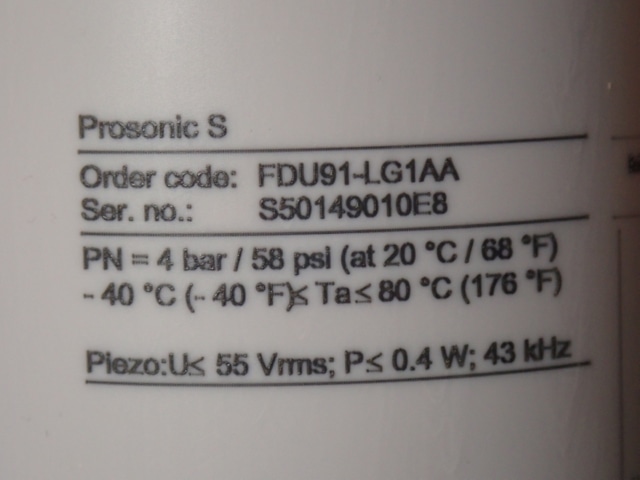 Prosonic S
Order code: FDU91-LG1AA
Ser. no.: S50149010E8
PN = 4 bar / 58 psi (at 20 °C / 68 °F)
- 40 °C (- 40 °F)≤ Ta ≤ 80 °C (176 °F)
Piezo:U≤ 55 Vrms; P≤ 0.4 W; 43 kHz